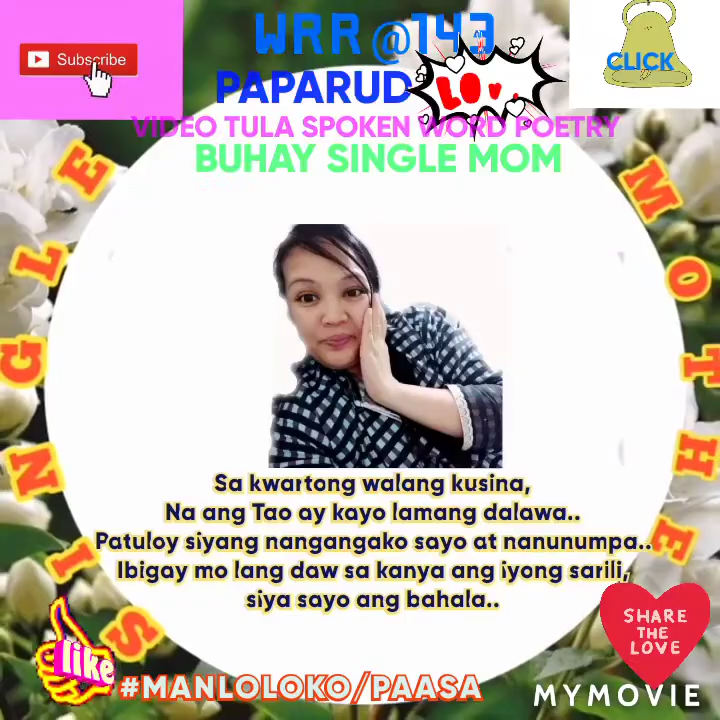 WRR @143
Subscribe
CLICK
PAPARUD
LOV.
VIDEO TULA SPOKEN WORD POETRY
BUHAY SINGLE MOM
SINGLE MOTHER
Sa kwartong walang kusina,
Na ang Tao ay kayo lamang dalawa..
Patuloy siyang nangangako sayo at nanunumpa..
Ibigay mo lang daw sa kanya ang iyong sarili,
siya sayo ang bahala..
SHARE
THE
LOVE
like
#MANLOLOKO/PAASA
MYMOVIE